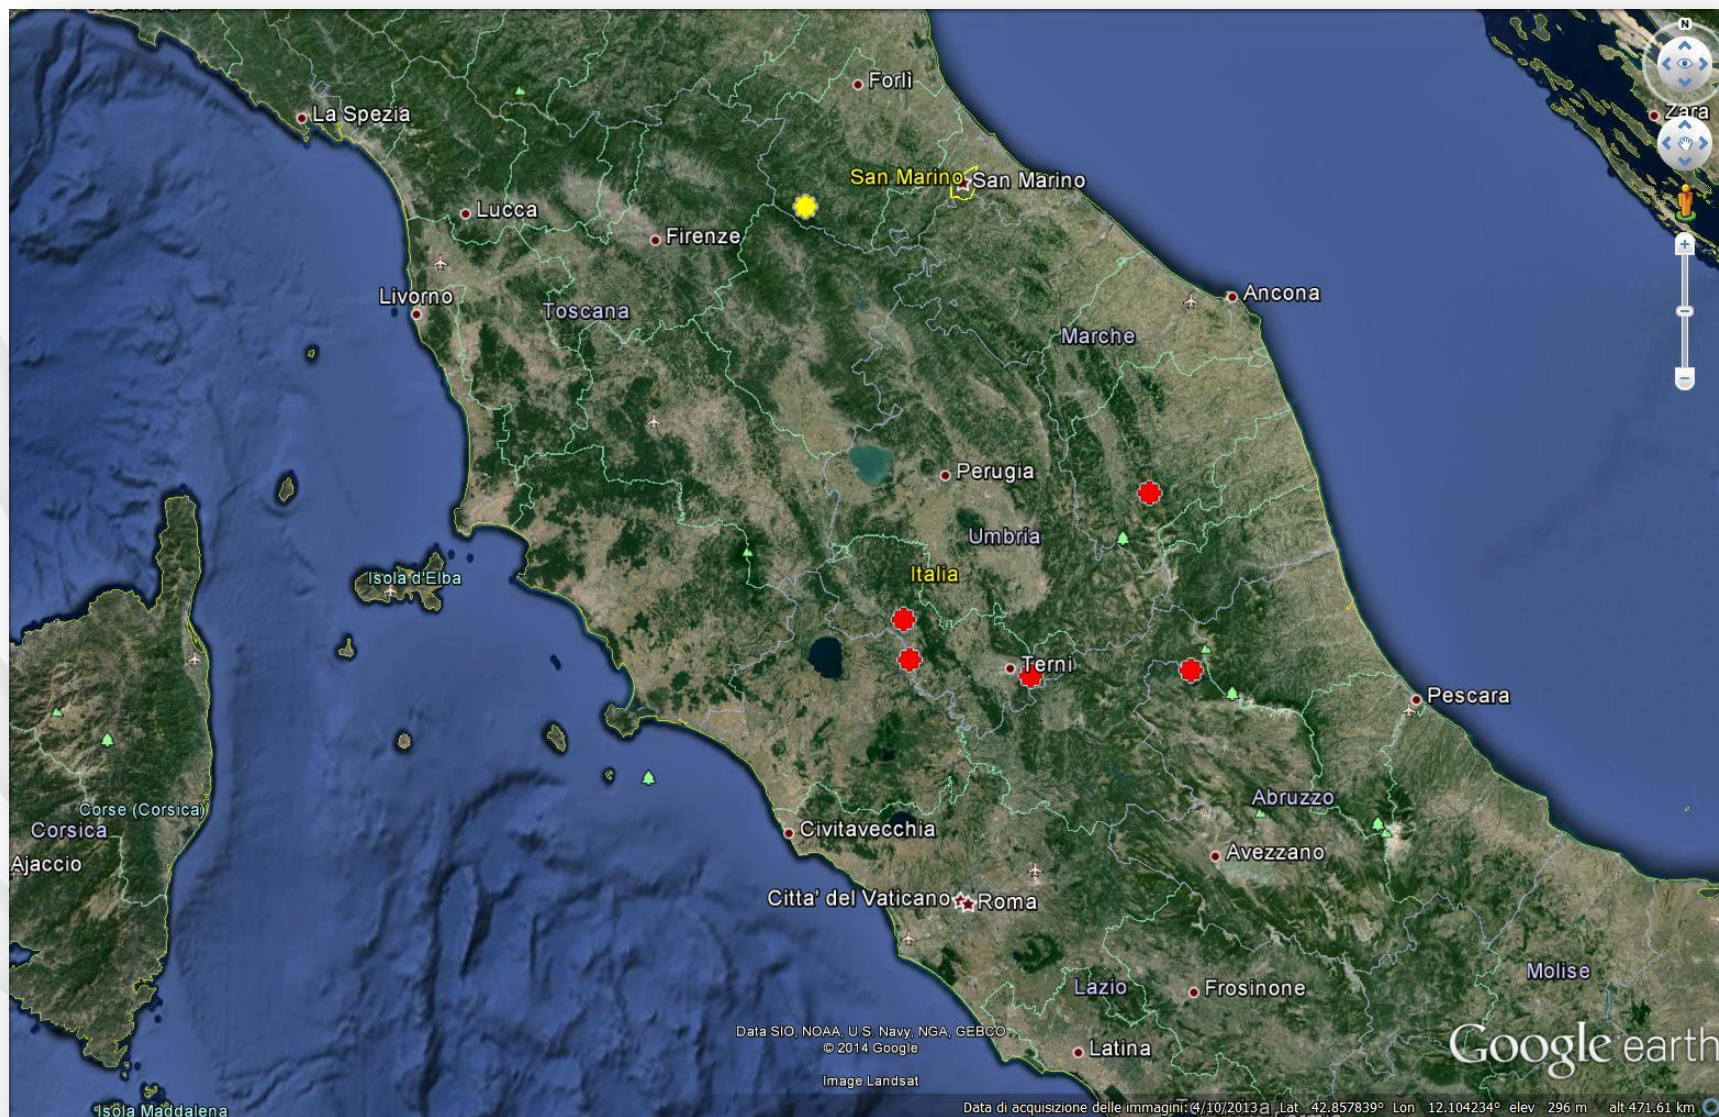 N
Forlì
La Spezia
Zara
San Marino
San Marino
Lucca
Firenze
Ancona
Livorno
Toscana
Marche
Perugia
Umbria
Italia
Isola d'Elba
Terni
Pescara
Abruzzo
Corse (Corsica)
Corsica
Civitavecchia
Avezzano
Ajaccio
Citta' del Vaticano
Roma
Molise
Lazio
Frosinone
Data SIO, NOAA, U.S. Navy, NGA, GEBCO
© 2014 Google
Latina
Google earth
Image Landsat
Isola Maddalena
Data di acquisizione delle immagini: 4/10/2013 Lat 42.857839° Lon 12.104234° elev 296 m alt 471.61 km